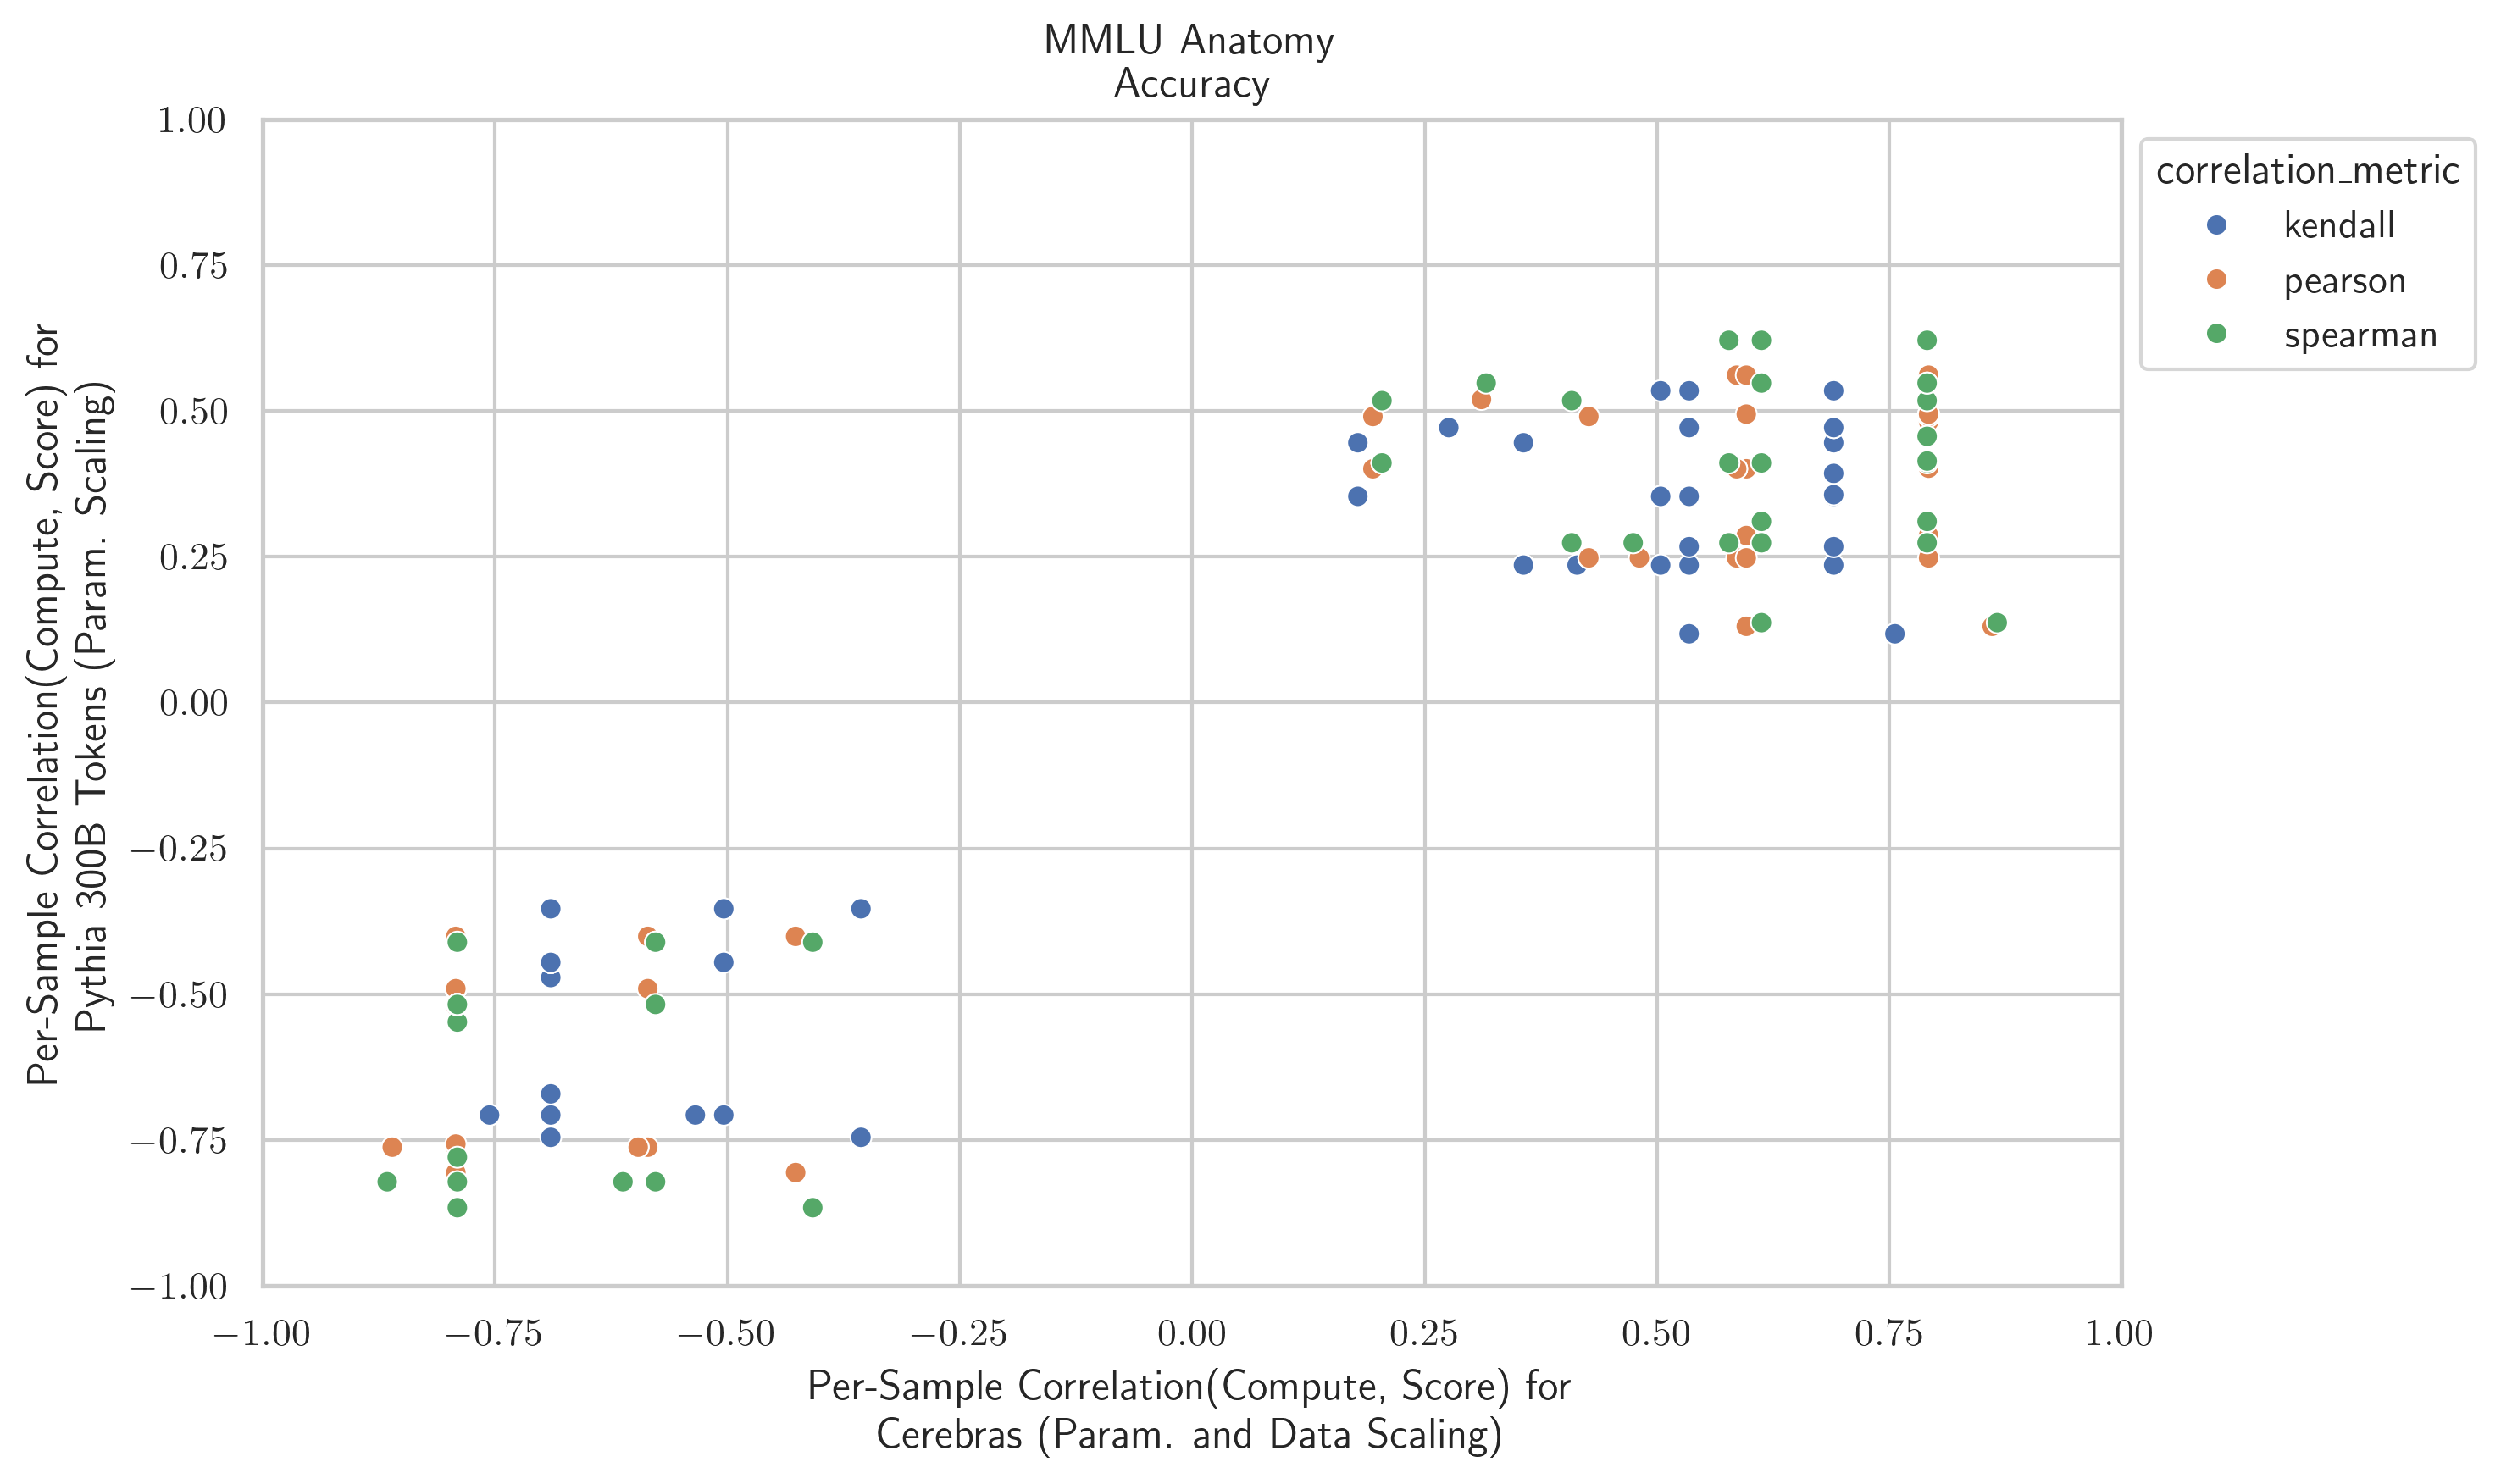 MMLU Anatomy
Accuracy
1.00
0.75
0.50
0.25
0.00
−0.25
−0.50
−0.75
−1.00
Per-Sample Correlation(Compute, Score) for
Pythia 300B Tokens (Param. Scaling)
correlation_metric
kendall
pearson
spearman
−1.00 −0.75 −0.50 −0.25 0.00 0.25 0.50 0.75 1.00
Per-Sample Correlation(Compute, Score) for
Cerebras (Param. and Data Scaling)